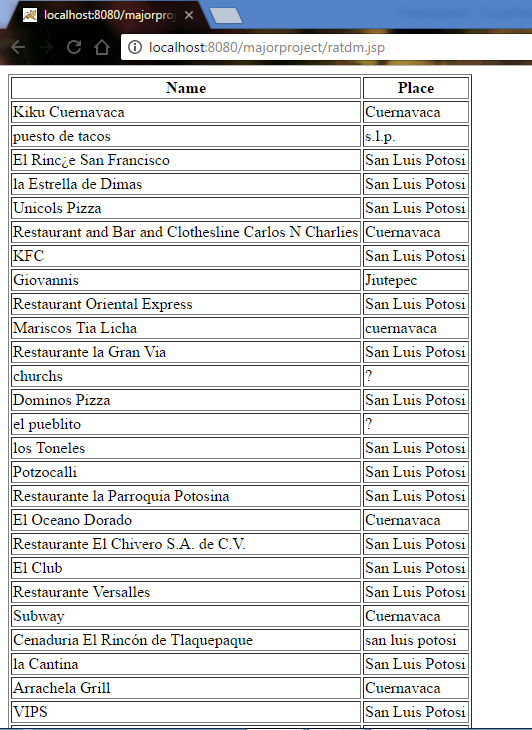 localhost:8080/majorpro
localhost:8080/majorproject/ratdm.jsp
Name Place
Kiku Cuernavaca Cuernavaca
puesto de tacos s.l.p.
El Rinc¿e San Francisco San Luis Potosi
la Estrella de Dimas San Luis Potosi
Unicols Pizza San Luis Potosi
Restaurant and Bar and Clothesline Carlos N Charlies Cuernavaca
KFC San Luis Potosi
Giovannis Jiutepec
Restaurant Oriental Express San Luis Potosi
Mariscos Tia Licha cuernavaca
Restaurante la Gran Via San Luis Potosi
churchs ?
Dominos Pizza San Luis Potosi
el pueblito ?
los Toneles San Luis Potosi
Potzocalli San Luis Potosi
Restaurante la Parroquia Potosina San Luis Potosi
El Oceano Dorado Cuernavaca
Restaurante El Chivero S.A. de C.V. San Luis Potosi
El Club San Luis Potosi
Restaurante Versalles San Luis Potosi
Subway Cuernavaca
Cenaduria El Rincón de Tlaquepaque san luis potosi
la Cantina San Luis Potosi
Arrachela Grill Cuernavaca
VIPS San Luis Potosi